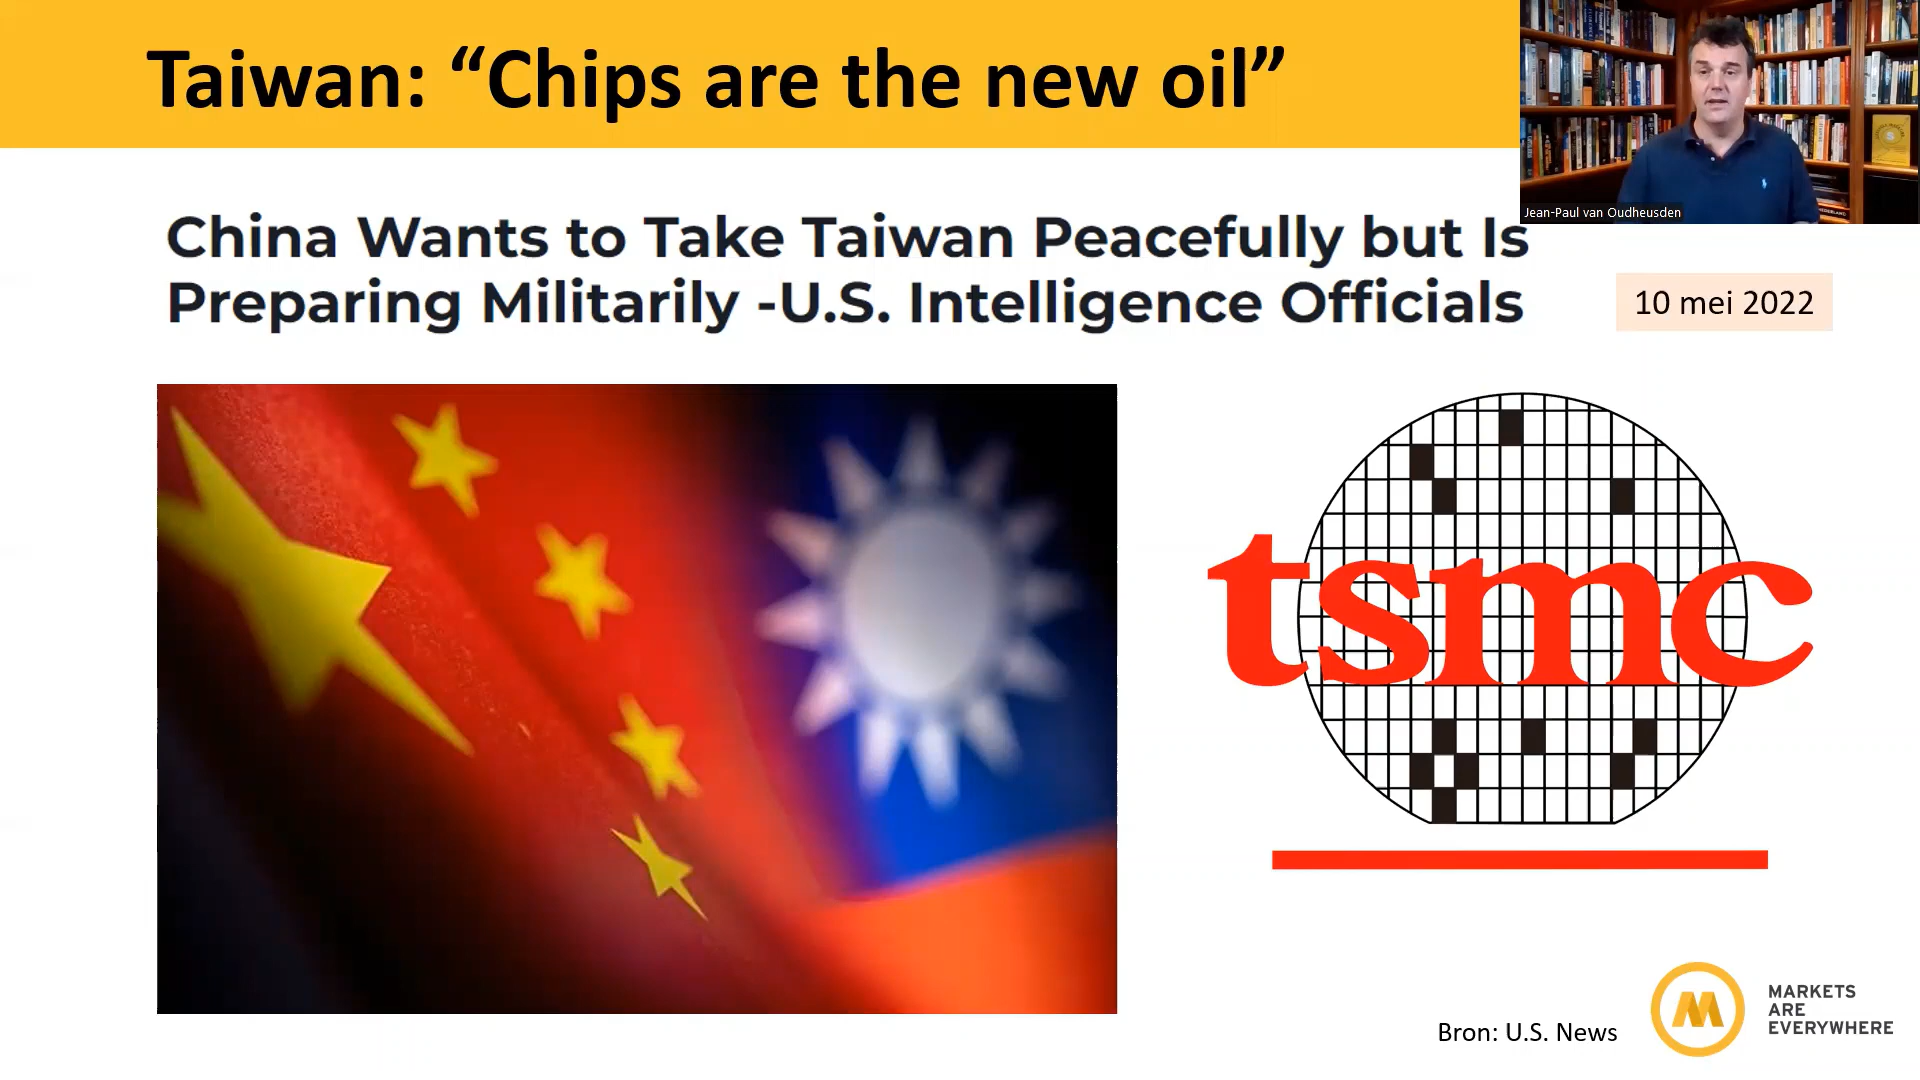 Taiwan: “Chips are the new oil”
Jean-Paul van Oudheusden
China Wants to Take Taiwan Peacefully but Is
Preparing Militarily -U.S. Intelligence Officials
10 mei 2022
tsmc
Bron: U.S. News
MARKETS
ARE
EVERYWHERE